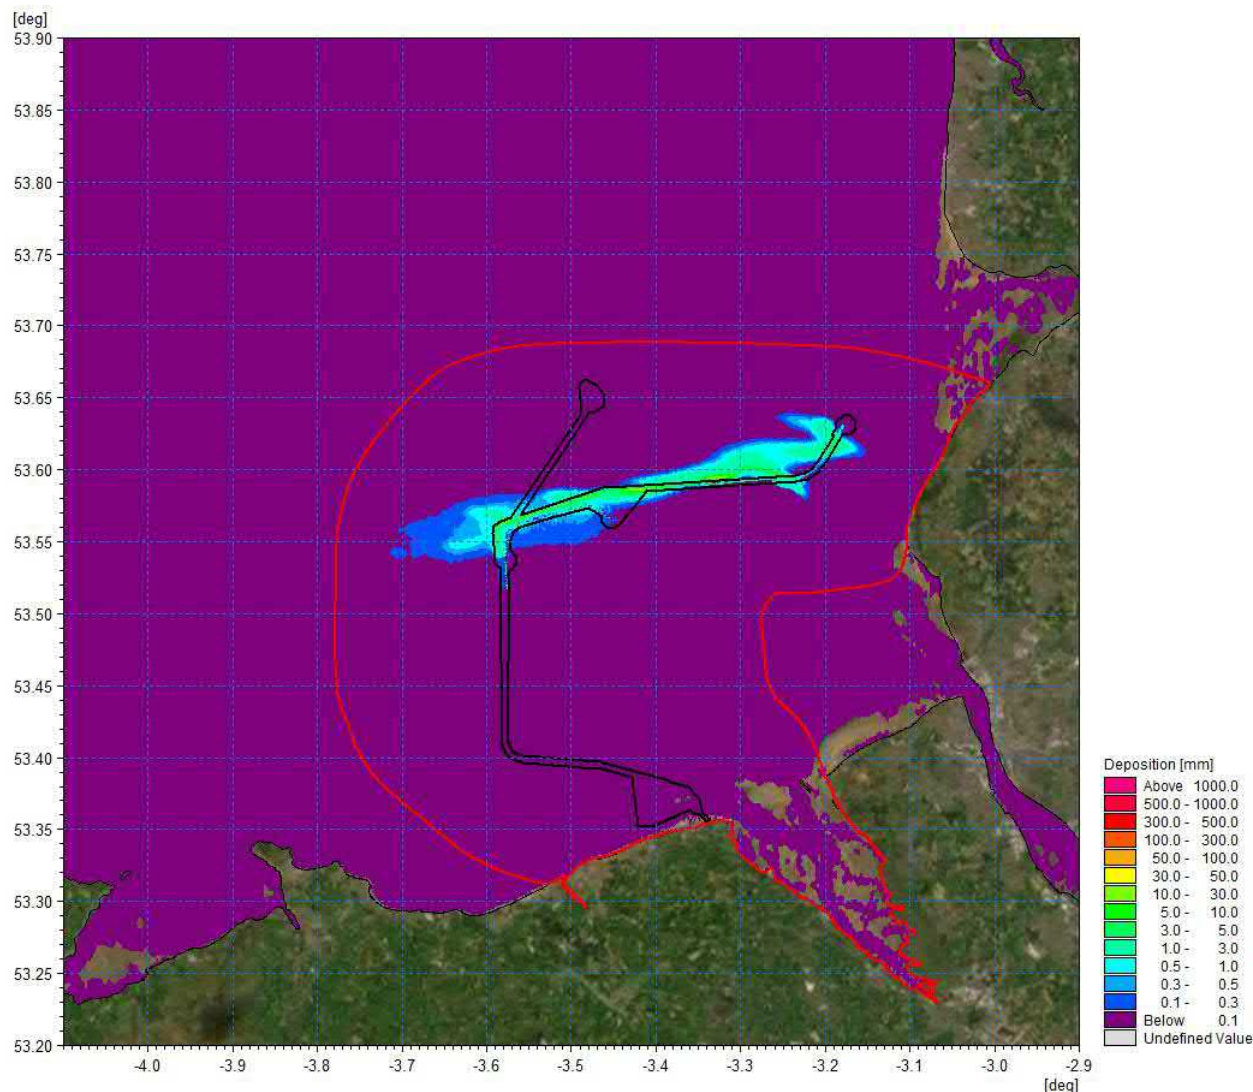 [deg]
53.90
53.85
53.80
53.75
53.70
53.65
53.60
53.55
53.50
53.45
53.40
53.35
53.30
53.25
53.20
-4.0 -3.9 -3.8 -3.7 -3.6 -3.5 -3.4 -3.3 -3.2 -3.1 -3.0 -2.9
[deg]
Deposition [mm]
Above 1000.0
500.0 - 1000.0
300.0 - 500.0
100.0 - 300.0
50.0 - 100.0
30.0 - 50.0
10.0 - 30.0
5.0 - 10.0
3.0 - 5.0
1.0 - 3.0
0.5 - 1.0
0.3 - 0.5
0.1 - 0.3
Below 0.1
Undefined Value